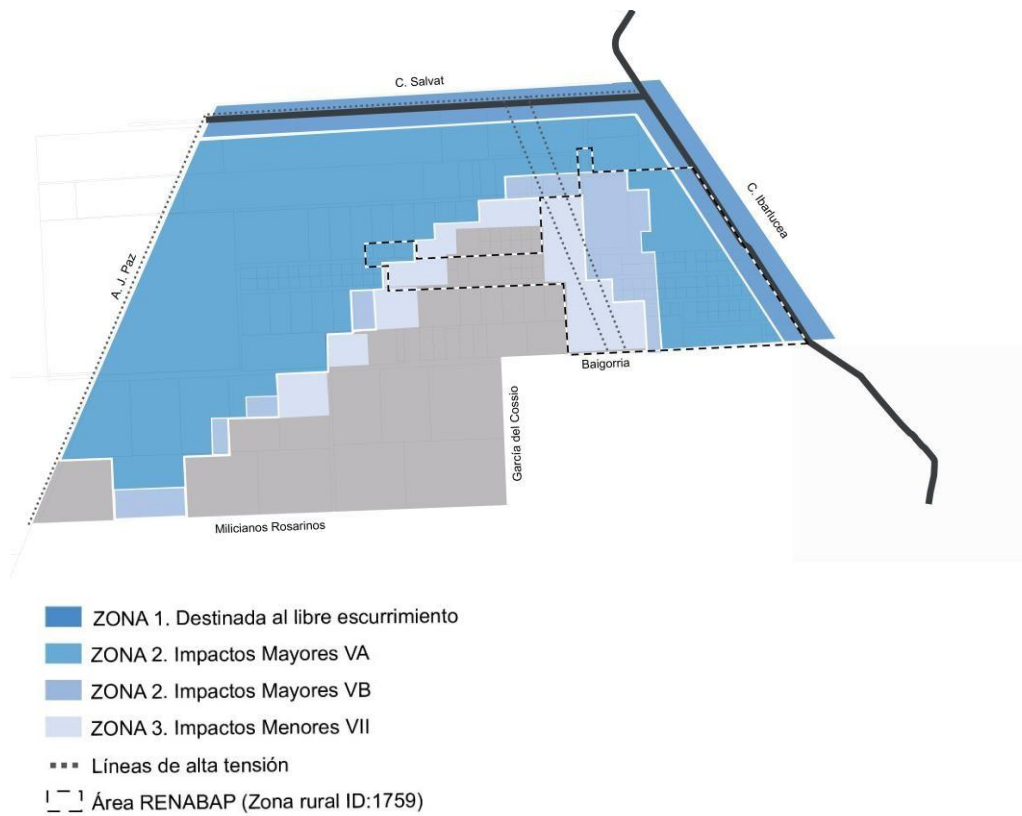 C. Salvat
C. Ibarlucea
A. J. Paz
Baigorria
García del Cossio
Milicianos Rosarinos
ZONA 1. Destinada al libre escurrimiento
ZONA 2. Impactos Mayores VA
ZONA 2. Impactos Mayores VB
ZONA 3. Impactos Menores VII
Líneas de alta tensión
Área RENABAP (Zona rural ID:1759)